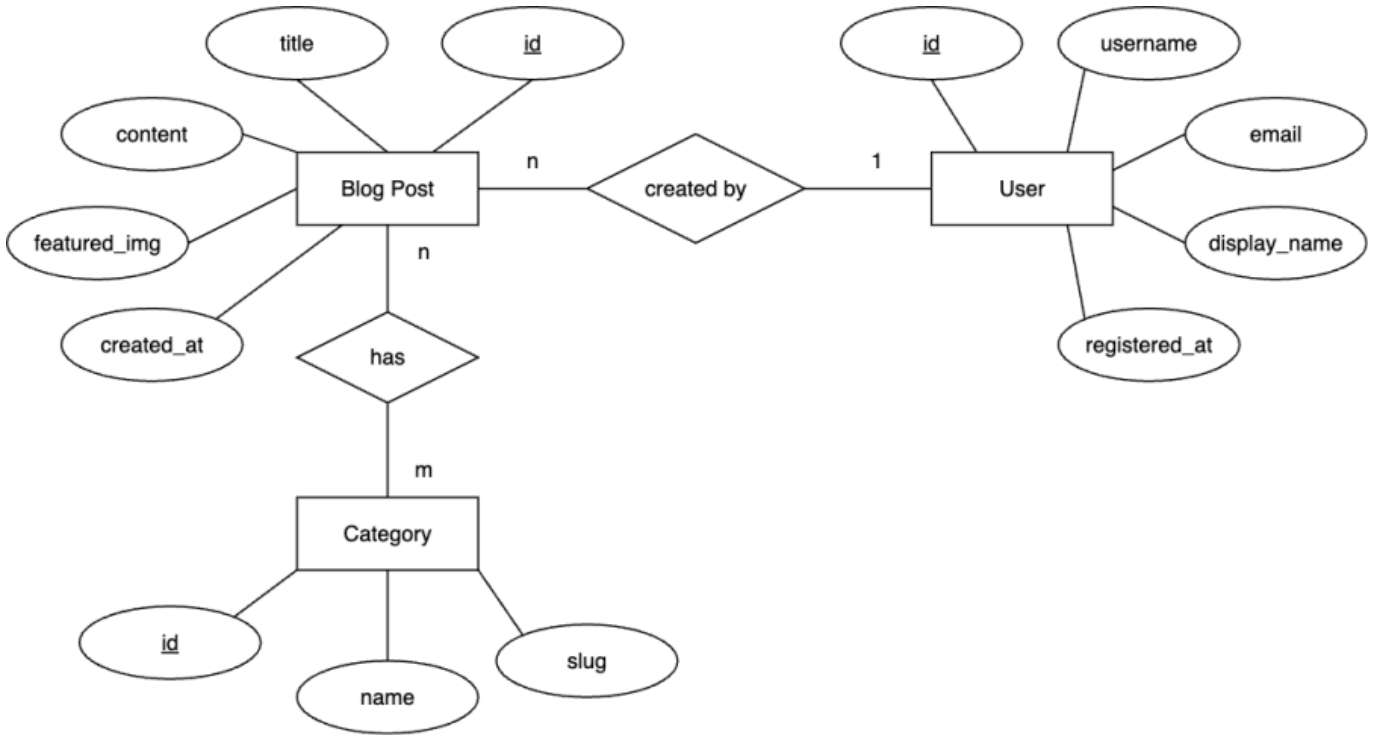 title
id
id
username
content
email
Blog Post
n
created by
1
User
featured_img
n
display_name
created_at
has
registered_at
m
Category
id
name
slug